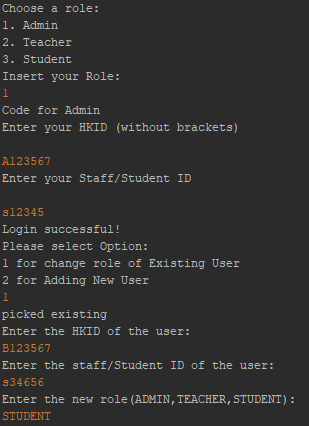 Choose a role:
1. Admin
2. Teacher
3. Student
Insert your Role:
1
Code for Admin
Enter your HKID (without brackets)
A123567
Enter your Staff/Student ID
s12345
Login successful!
Please select Option:
1 for change role of Existing User
2 for Adding New User
1
picked existing
Enter the HKID of the user:
B123567
Enter the staff/Student ID of the user:
s34656
Enter the new role(ADMIN,TEACHER,STUDENT):
STUDENT